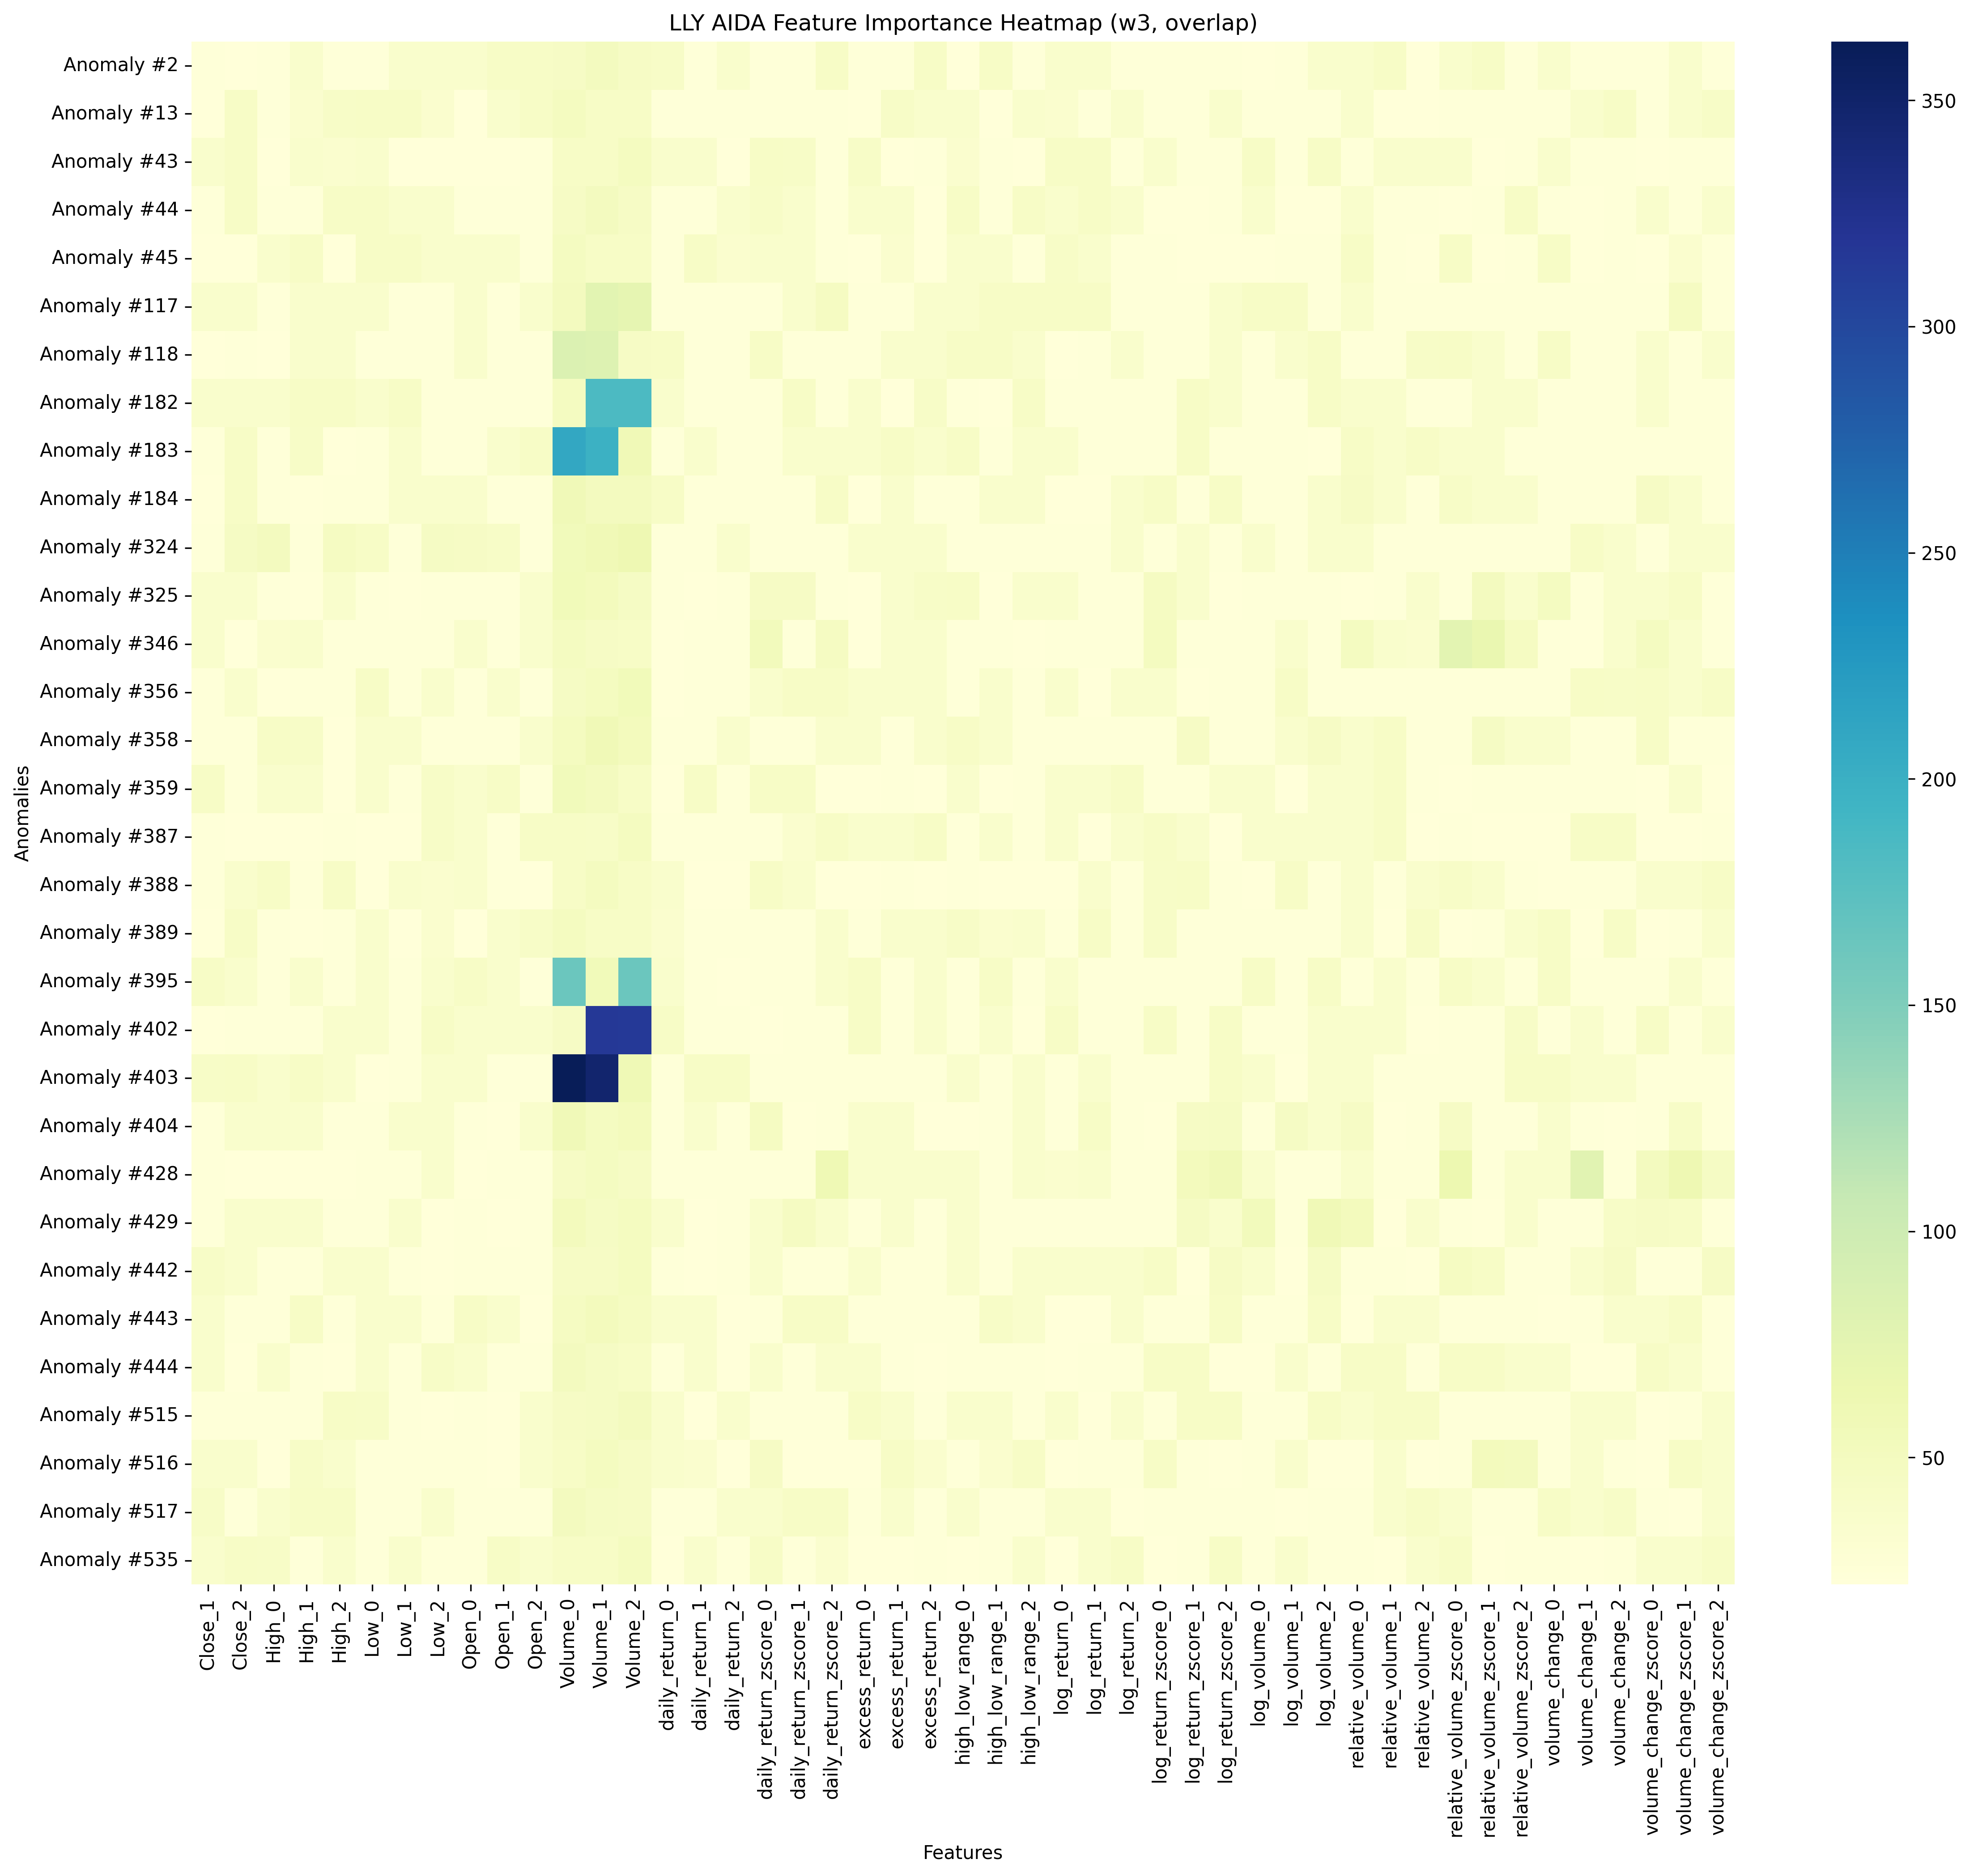 LLY AIDA Feature Importance Heatmap (w3, overlap)
Anomalies
Anomaly #2
Anomaly #13
Anomaly #43
Anomaly #44
Anomaly #45
Anomaly #117
Anomaly #118
Anomaly #182
Anomaly #183
Anomaly #184
Anomaly #324
Anomaly #325
Anomaly #346
Anomaly #356
Anomaly #358
Anomaly #359
Anomaly #387
Anomaly #388
Anomaly #389
Anomaly #395
Anomaly #402
Anomaly #403
Anomaly #404
Anomaly #428
Anomaly #429
Anomaly #442
Anomaly #443
Anomaly #444
Anomaly #515
Anomaly #516
Anomaly #517
Anomaly #535
350
300
250
200
150
100
50
Close_1
Close_2
High_0
High_1
High_2
Low_0
Low_1
Low_2
Open_0
Open_1
Open_2
Volume_0
Volume_1
Volume_2
daily_return_0
daily_return_1
daily_return_2
daily_return_zscore_0
daily_return_zscore_1
daily_return_zscore_2
excess_return_0
excess_return_1
excess_return_2
high_low_range_0
high_low_range_1
high_low_range_2
log_return_0
log_return_1
log_return_2
log_return_zscore_0
log_return_zscore_1
log_return_zscore_2
log_volume_0
log_volume_1
log_volume_2
relative_volume_0
relative_volume_1
relative_volume_2
relative_volume_zscore_0
relative_volume_zscore_1
relative_volume_zscore_2
volume_change_0
volume_change_1
volume_change_2
volume_change_zscore_0
volume_change_zscore_1
volume_change_zscore_2
Features